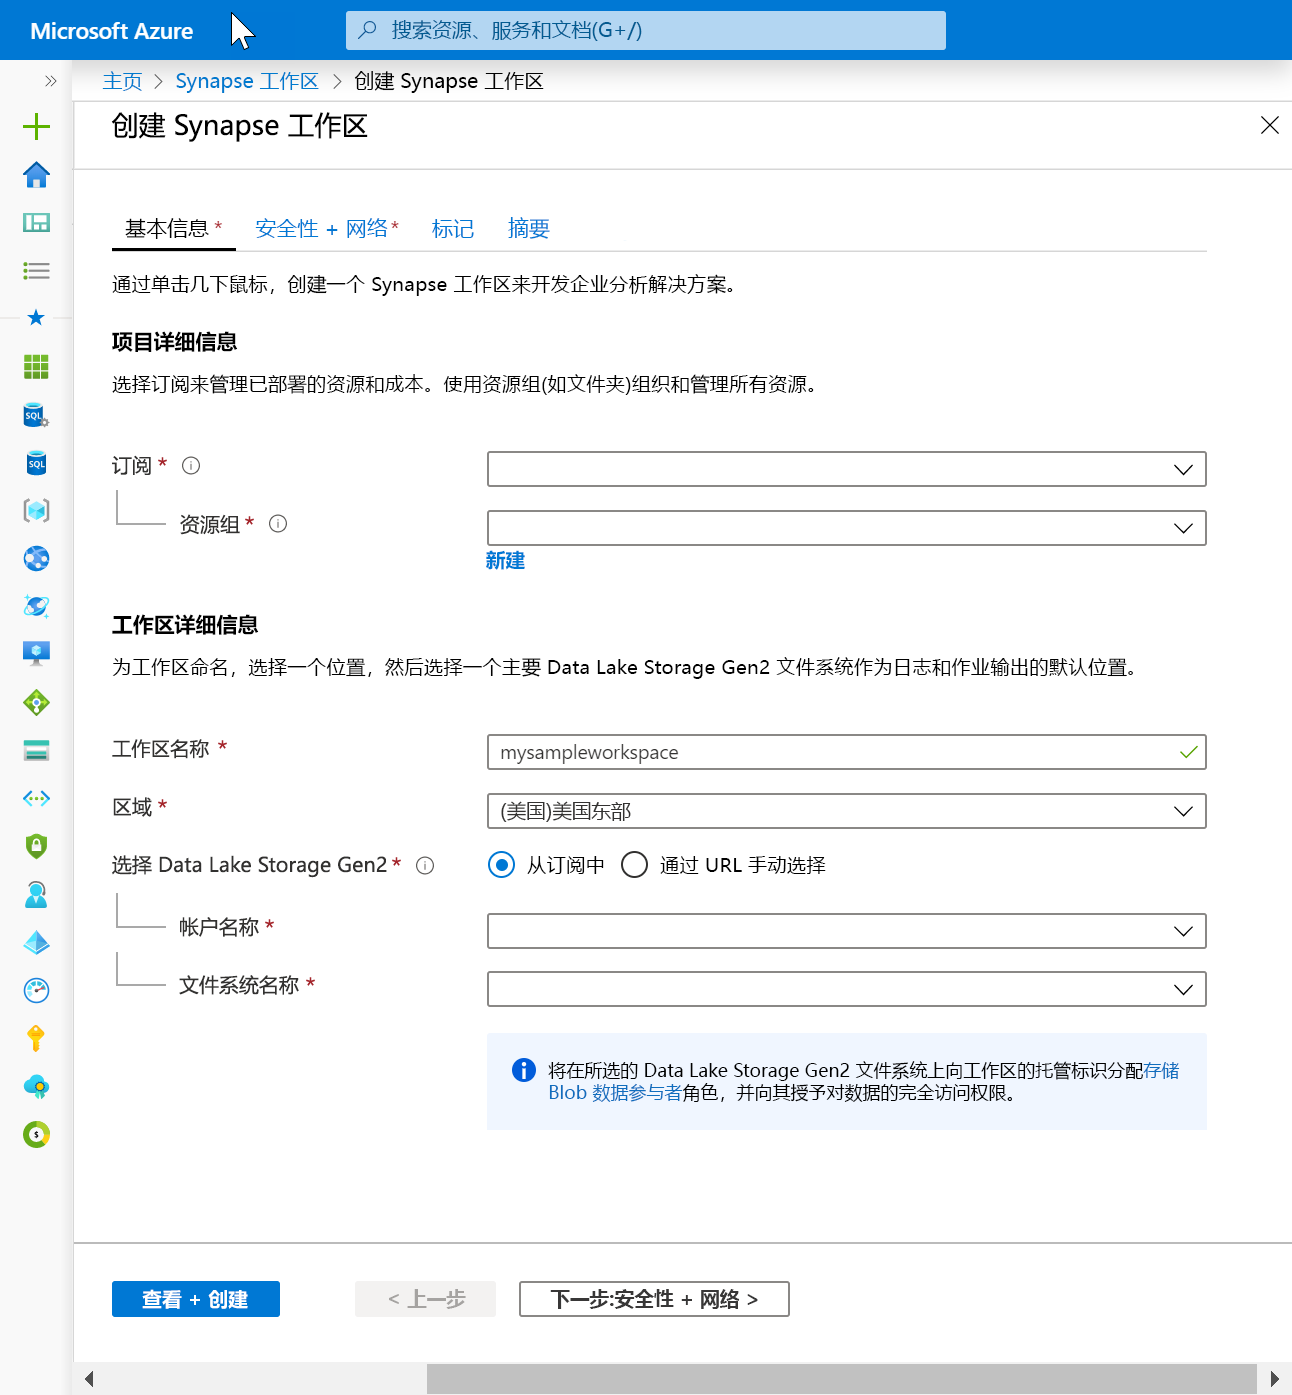 Microsoft Azure
搜索资源、服务和文档(G+/)
主页 > Synapse 工作区 > 创建 Synapse 工作区
创建 Synapse 工作区
基本信息 * 安全性 + 网络* 标记 摘要
通过单击几下鼠标，创建一个 Synapse 工作区来开发企业分析解决方案。
项目详细信息
选择订阅来管理已部署的资源和成本。使用资源组(如文件夹)组织和管理所有资源。
订阅 *
资源组 *
新建
工作区详细信息
为工作区命名，选择一个位置，然后选择一个主要 Data Lake Storage Gen2 文件系统作为日志和作业输出的默认位置。
工作区名称 * mysampleworkspace
区域 * (美国)美国东部
选择 Data Lake Storage Gen2 * 从订阅中 通过 URL 手动选择
帐户名称 *
文件系统名称 *
将在所选的 Data Lake Storage Gen2 文件系统上向工作区的托管标识分配存储
Blob 数据参与者角色，并向其授予对数据的完全访问权限。
查看 + 创建 < 上一步 下一步:安全性 + 网络 >